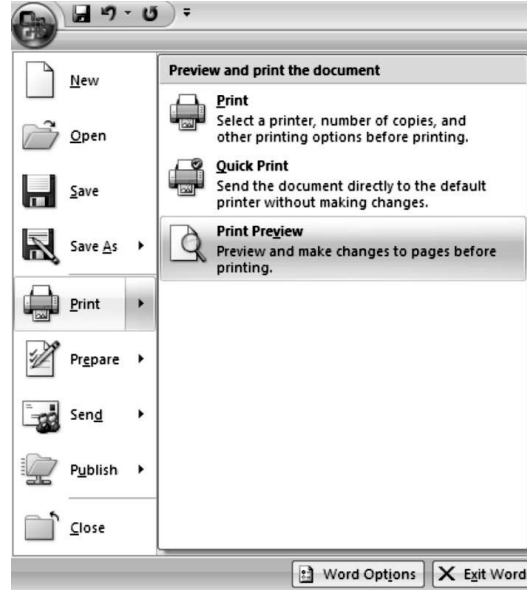 New
Open
Save
Save As
Print
Prepare
Send
Publish
Close
Preview and print the document
Print
Select a printer, number of copies, and
other printing options before printing.
Quick Print
Send the document directly to the default
printer without making changes.
Print Preview
Preview and make changes to pages before
printing.
Word Options
Exit Word